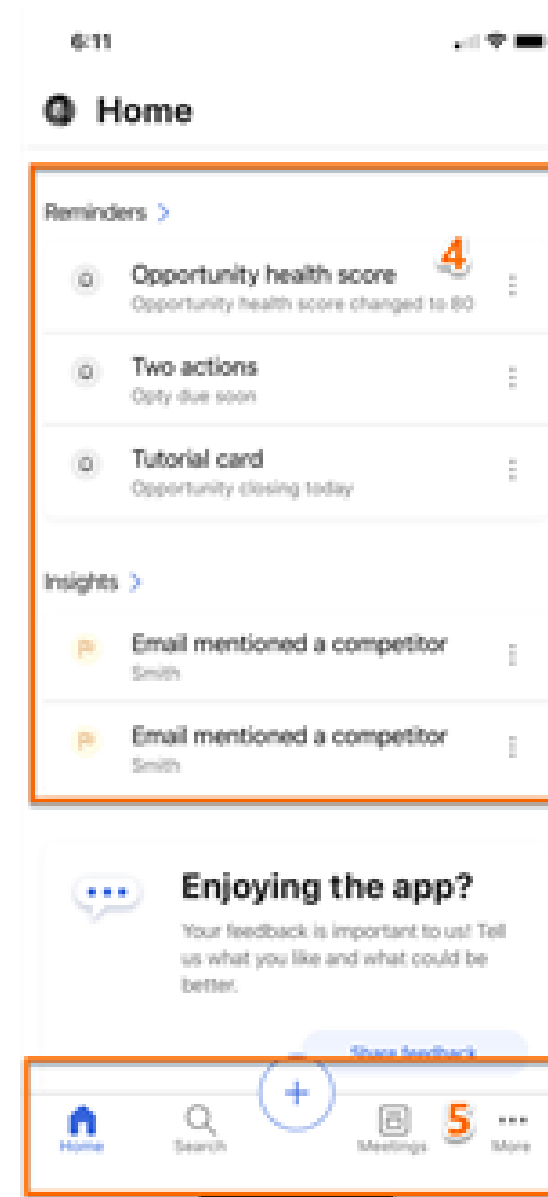 6:11
Home
Reminders >
4
Opportunity health score
Opportunity health score changed to 80
Two actions
Opty due soon
Tutorial card
Opportunity closing today
Insights >
Email mentioned a competitor
Smith
Email mentioned a competitor
Smith
Enjoying the app?
Your feedback is important to us! Tell
us what you like and what could be
better.
Share feedback
+
5
Home Search Meetings More